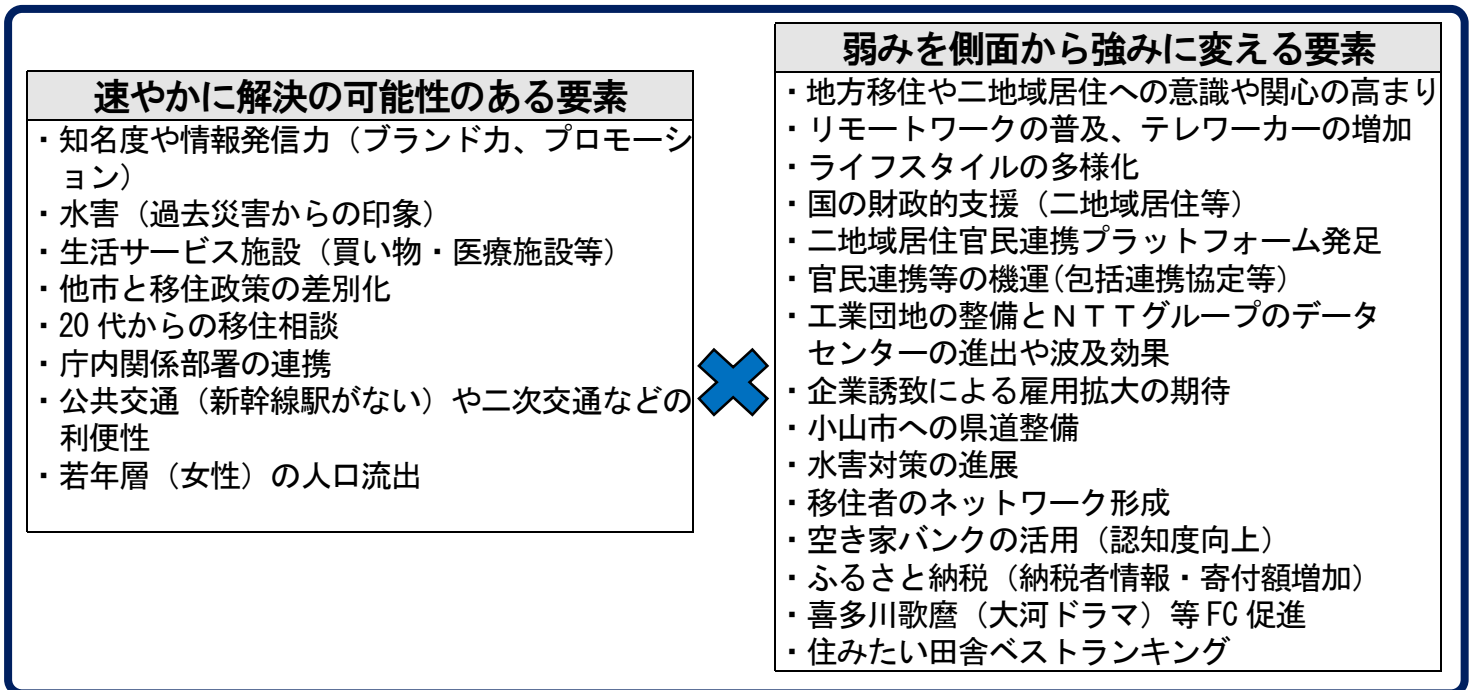 速やかに解決の可能性のある要素
・知名度や情報発信力（ブランド力、プロモーシ
ョン）
・水害（過去災害からの印象）
・生活サービス施設（買い物・医療施設等）
・他市と移住政策の差別化
・20代からの移住相談
・庁内関係部署の連携
・公共交通（新幹線駅がない）や二次交通などの
利便性
・若年層（女性）の人口流出
弱みを側面から強みに変える要素
・地方移住や二地域居住への意識や関心の高まり
・リモートワークの普及、テレワーカーの増加
・ライフスタイルの多様化
・国の財政的支援（二地域居住等）
・二地域居住官民連携プラットフォーム発足
・官民連携等の機運(包括連携協定等)
・工業団地の整備とＮＴＴグループのデータ
センターの進出や波及効果
・企業誘致による雇用拡大の期待
・小山市への県道整備
・水害対策の進展
・移住者のネットワーク形成
・空き家バンクの活用（認知度向上）
・ふるさと納税（納税者情報・寄付額増加）
・喜多川歌麿（大河ドラマ）等FC促進
・住みたい田舎ベストランキング